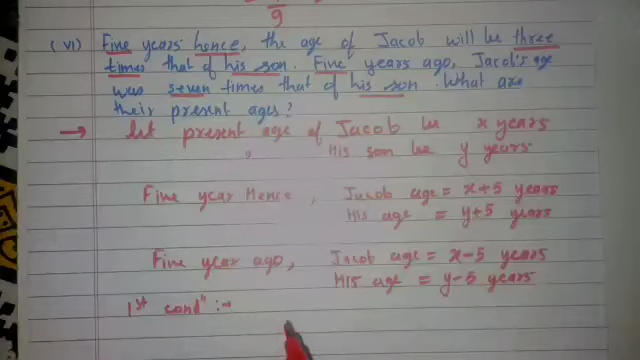 9
(vi) Five years hence, the age of Jacob will be three
times that of his son. Five years ago, Jacob's age
was seven times that of his son. What are
their present ages?
→ let present age of Jacob be x years
" His son be y years
Five year Hence, Jacob age = x+5 years
His age = y+5 years
Five year ago, Jacob age = x-5 years
His age = y-5 years
1st condⁿ :→